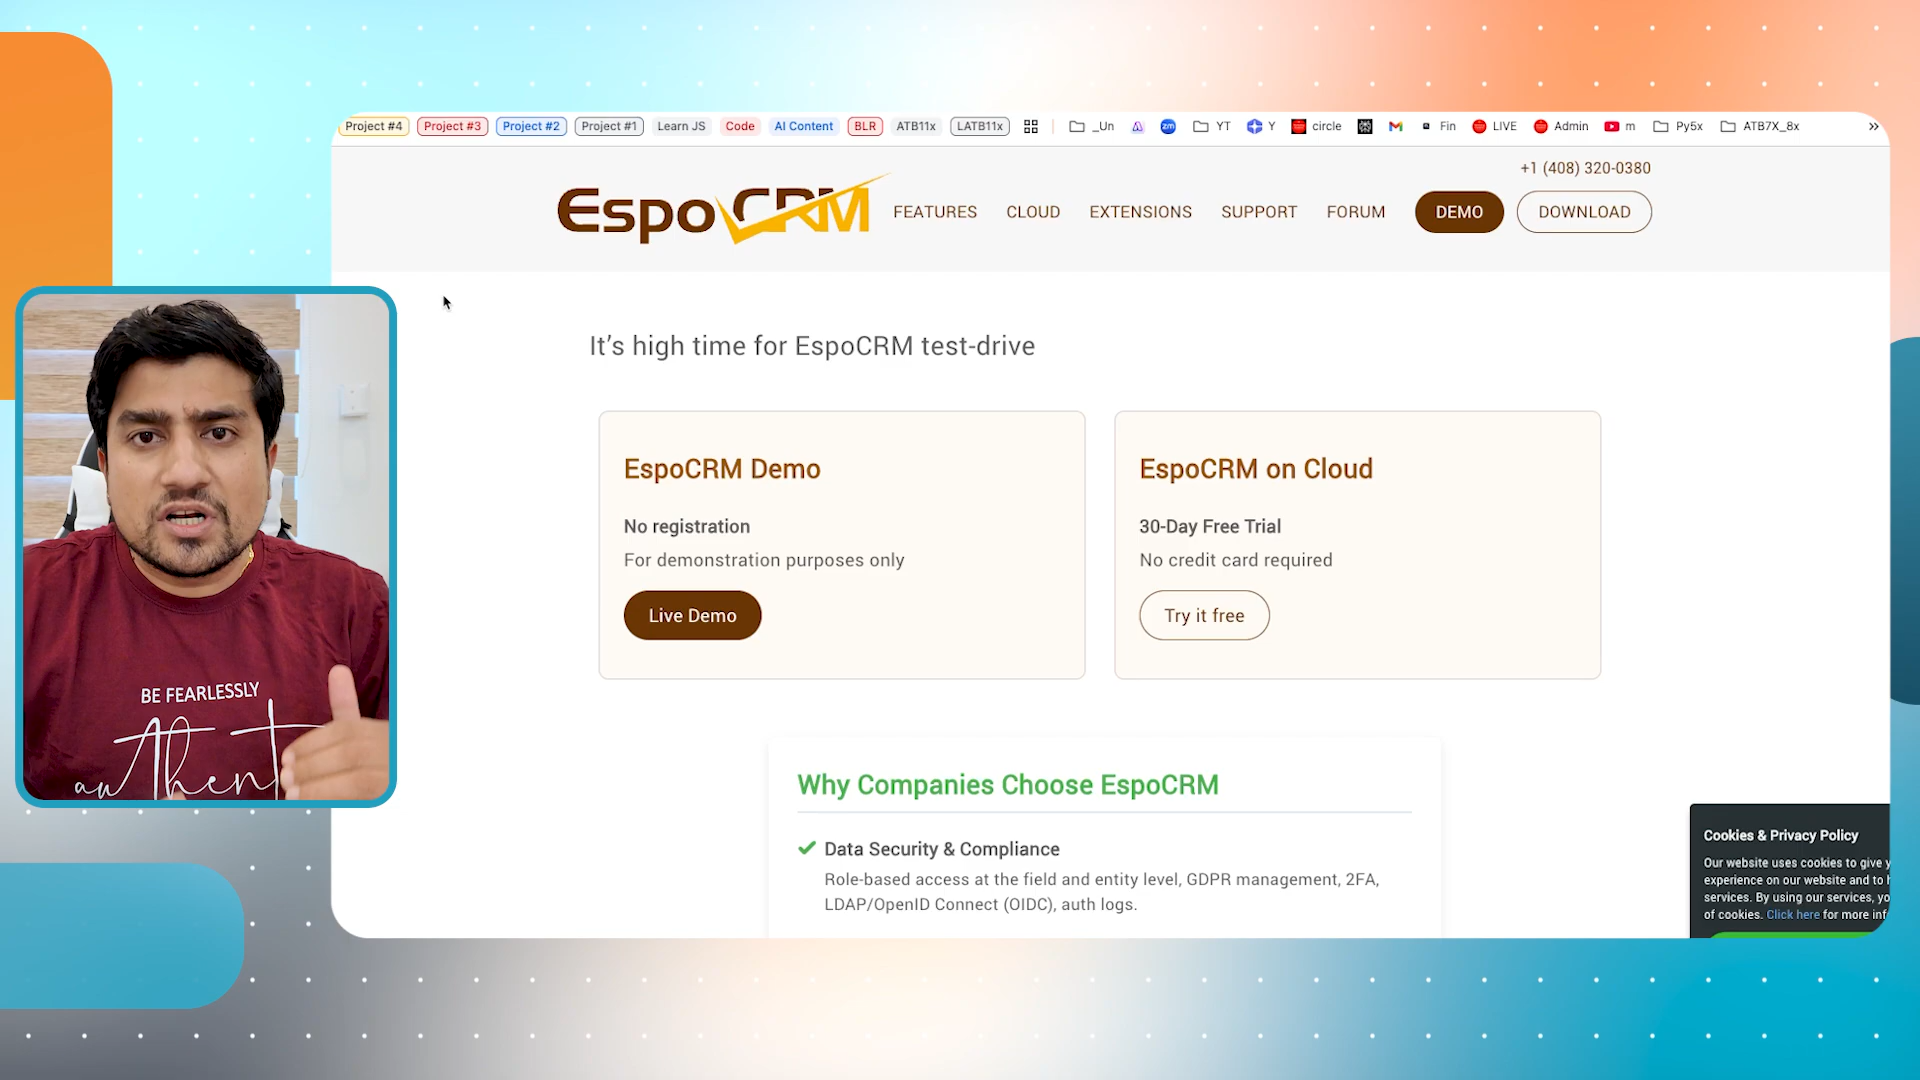 Project #4 Project #3 Project #2 Project #1 Learn JS Code AI Content BLR ATB11x LATB11x _Un zm YT Y circle Fin LIVE Admin m Py5x ATB7X_8x »
+1 (408) 320-0380
EspoCRM FEATURES CLOUD EXTENSIONS SUPPORT FORUM DEMO DOWNLOAD
It’s high time for EspoCRM test-drive
EspoCRM Demo
No registration
For demonstration purposes only
Live Demo
EspoCRM on Cloud
30-Day Free Trial
No credit card required
Try it free
BE FEARLESSLY
authent
Why Companies Choose EspoCRM
Data Security & Compliance
Role-based access at the field and entity level, GDPR management, 2FA,
LDAP/OpenID Connect (OIDC), auth logs.
Cookies & Privacy Policy
Our website uses cookies to give y
experience on our website and to h
services. By using our services, yo
of cookies. Click here for more inf